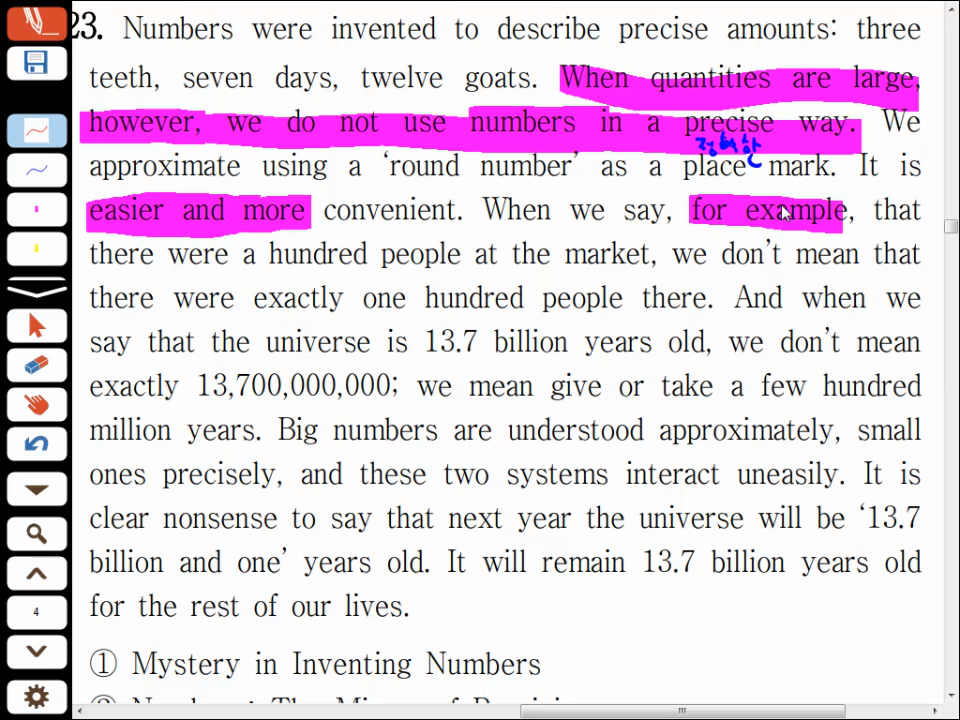 23. Numbers were invented to describe precise amounts: three
teeth, seven days, twelve goats. When quantities are large,
however, we do not use numbers in a precise way. We
정확한
approximate using a ‘round number’ as a place mark. It is
easier and more convenient. When we say, for example, that
there were a hundred people at the market, we don’t mean that
there were exactly one hundred people there. And when we
say that the universe is 13.7 billion years old, we don’t mean
exactly 13,700,000,000; we mean give or take a few hundred
million years. Big numbers are understood approximately, small
ones precisely, and these two systems interact uneasily. It is
clear nonsense to say that next year the universe will be ‘13.7
billion and one’ years old. It will remain 13.7 billion years old
for the rest of our lives.
4
① Mystery in Inventing Numbers